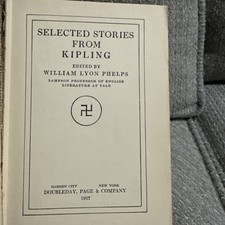 SELECTED STORIES
FROM
KIPLING
EDITED BY
WILLIAM LYON PHELPS
LAMPSON PROFESSOR OF ENGLISH
LITERATURE AT YALE
GARDEN CITY NEW YORK
DOUBLEDAY, PAGE & COMPANY
1927